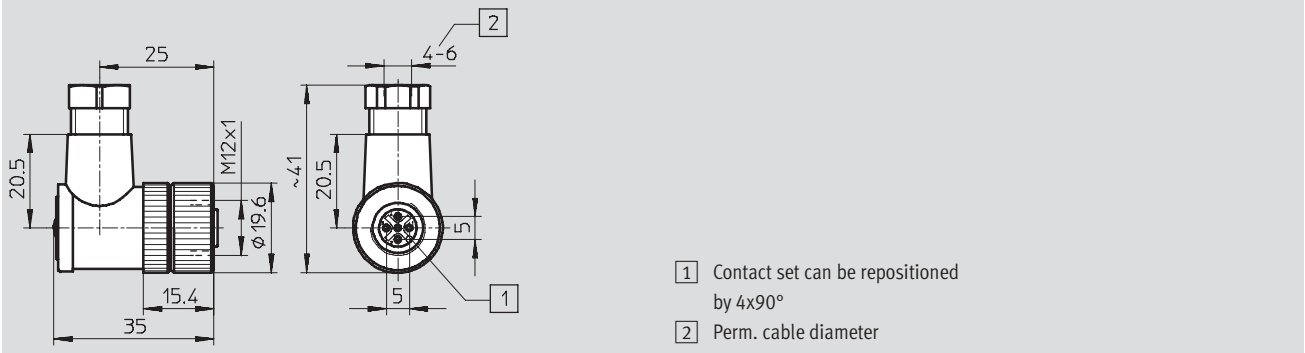 2
25
4-6
20.5
M12x1
Φ19.6
~41
20.5
5
15.4
5
1
35
1 Contact set can be repositioned
by 4x90°
2 Perm. cable diameter